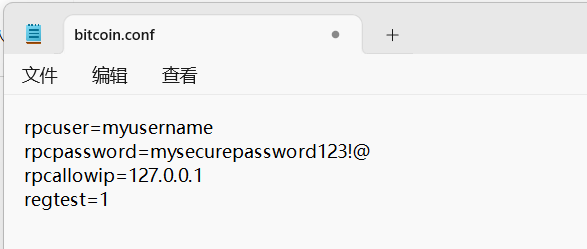 bitcoin.conf
文件 编辑 查看
rpcuser=myusername
rpcpassword=mysecurepassword123!@
rpcallowip=127.0.0.1
regtest=1